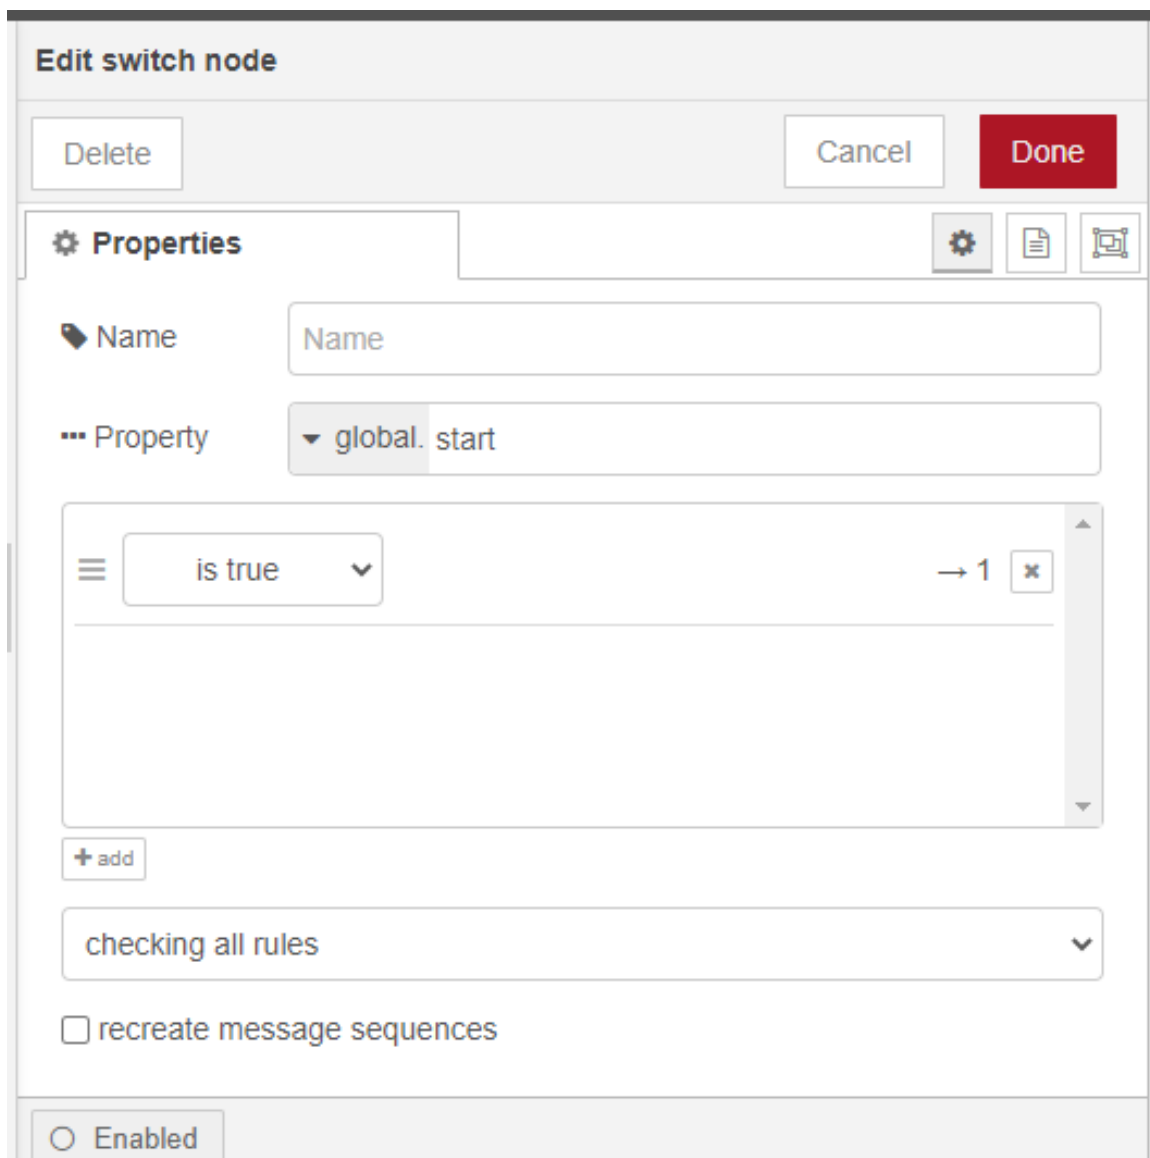 Edit switch node
Delete Cancel Done
Properties
Name Name
Property global. start
is true → 1
add
checking all rules
recreate message sequences
Enabled